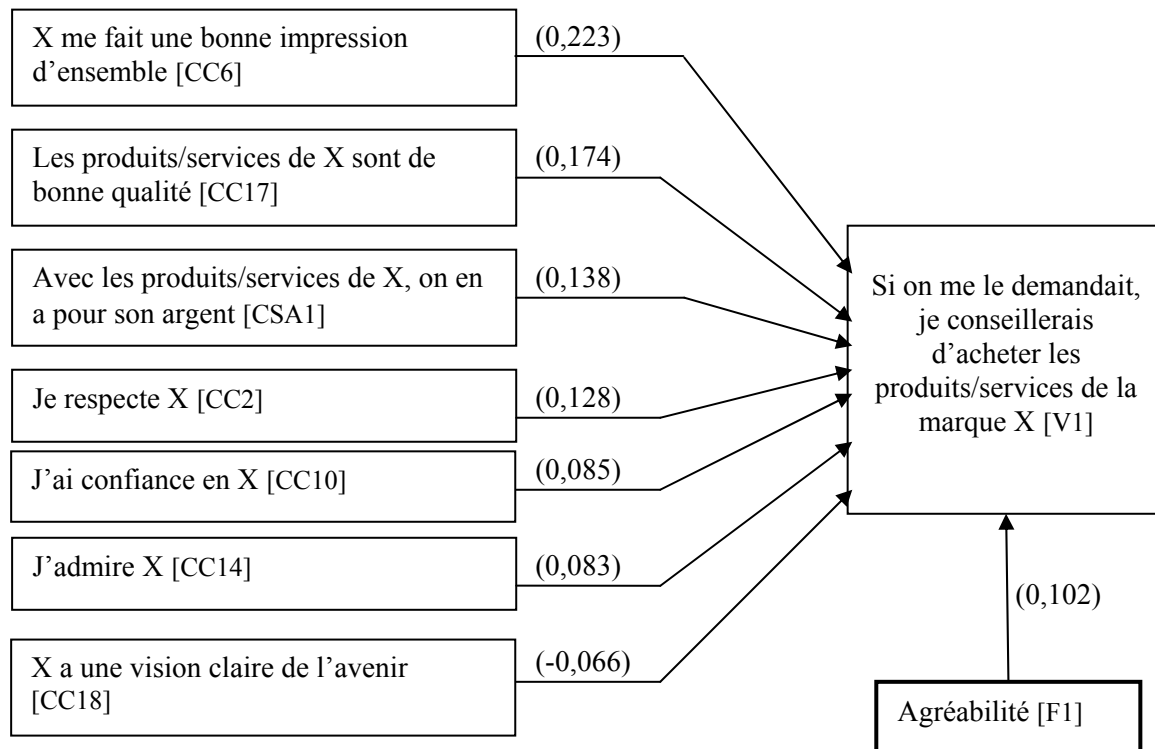 X me fait une bonne impression
d’ensemble [CC6]
(0,223)
Les produits/services de X sont de
bonne qualité [CC17]
(0,174)
Avec les produits/services de X, on en
a pour son argent [CSA1]
(0,138)
Je respecte X [CC2]
(0,128)
J’ai confiance en X [CC10]
(0,085)
J’admire X [CC14]
(0,083)
X a une vision claire de l’avenir
[CC18]
(-0,066)
Si on me le demandait,
je conseillerais
d’acheter les
produits/services de la
marque X [V1]
(0,102)
Agréabilité [F1]